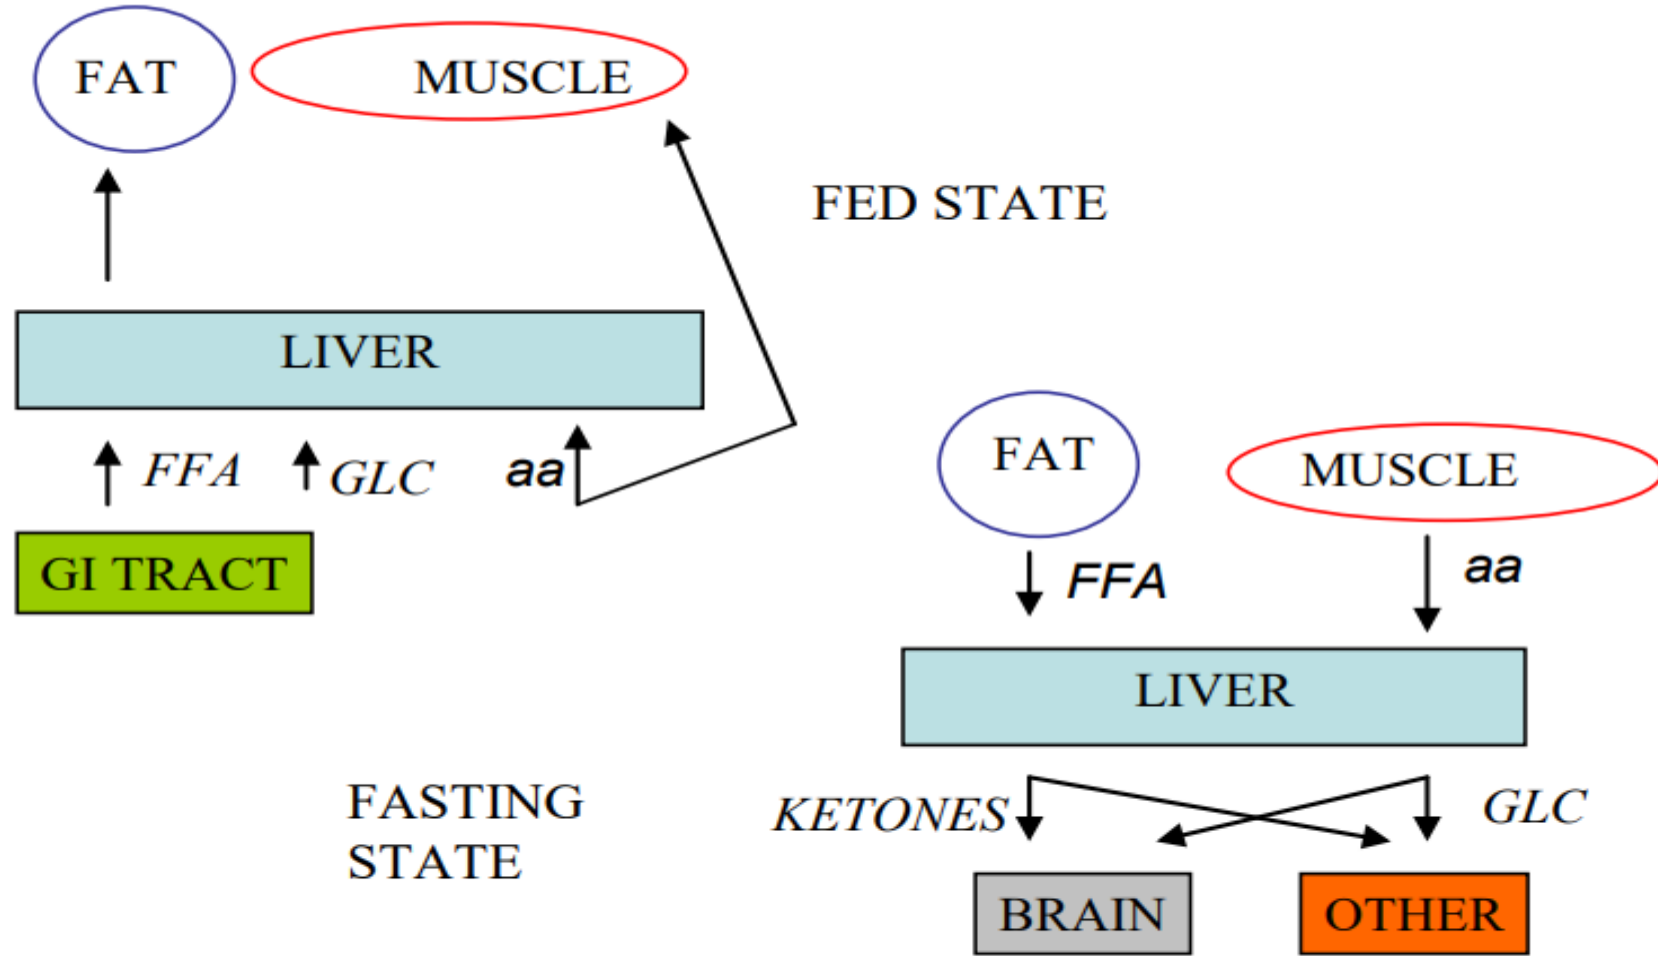 FAT
MUSCLE
FED STATE
LIVER
FFA
GLC
aa
GI TRACT
FAT
MUSCLE
FFA
aa
LIVER
FASTING
STATE
KETONES
GLC
BRAIN
OTHER